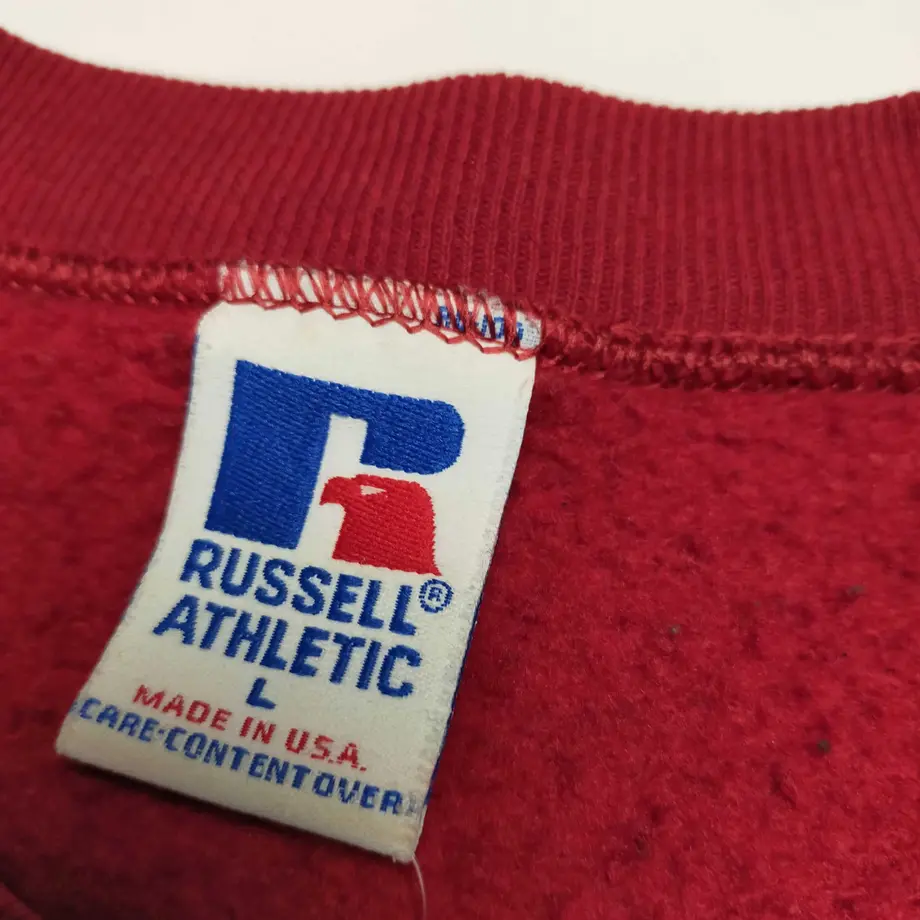 RUSSELL®
ATHLETIC
L
MADE IN U.S.A.
CARE-CONTENT OVER